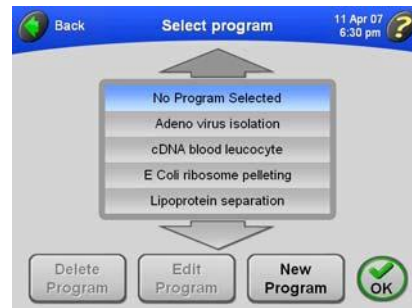 Back
Select program
11 Apr 07
6:30 pm
?
No Program Selected
Adeno virus isolation
cDNA blood leucocyte
E Coli ribosome pelleting
Lipoprotein separation
Delete
Program
Edit
Program
New
Program
OK